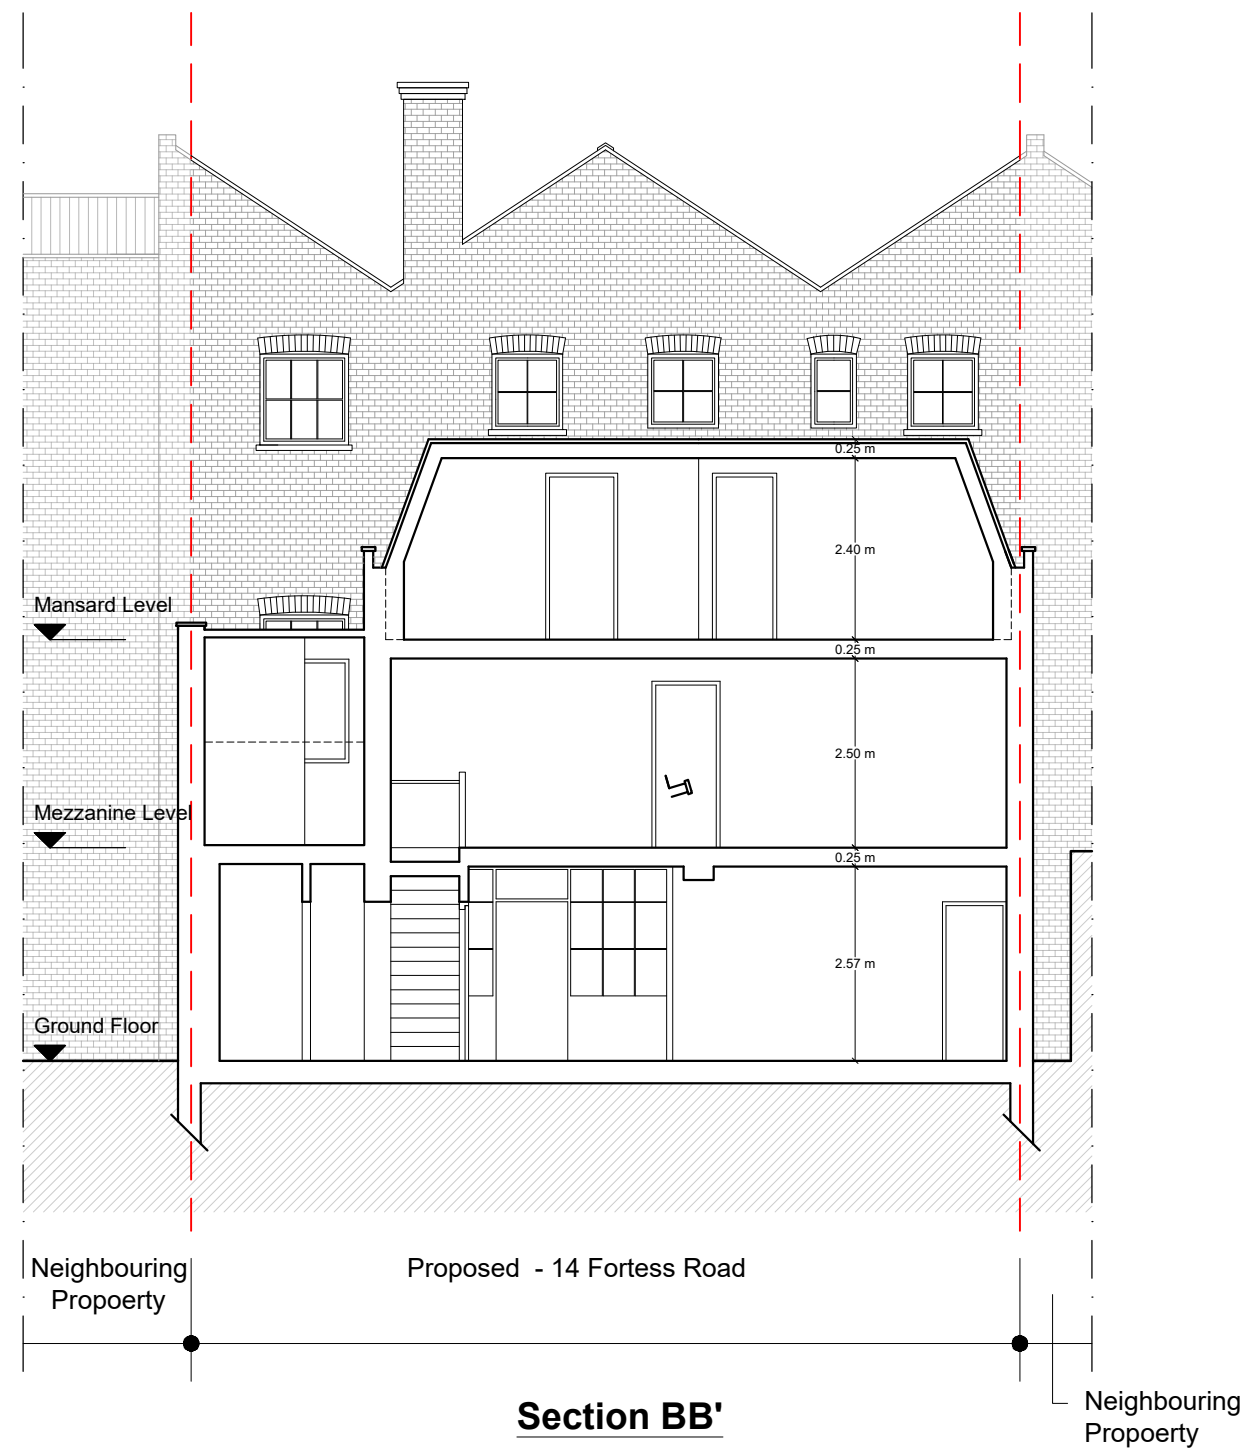 0.25 m
2.40 m
Mansard Level
0.25 m
2.50 m
Mezzanine Level
0.25 m
2.57 m
Ground Floor
Neighbouring
Propoerty
Proposed - 14 Fortess Road
Section BB'
Neighbouring
Propoerty